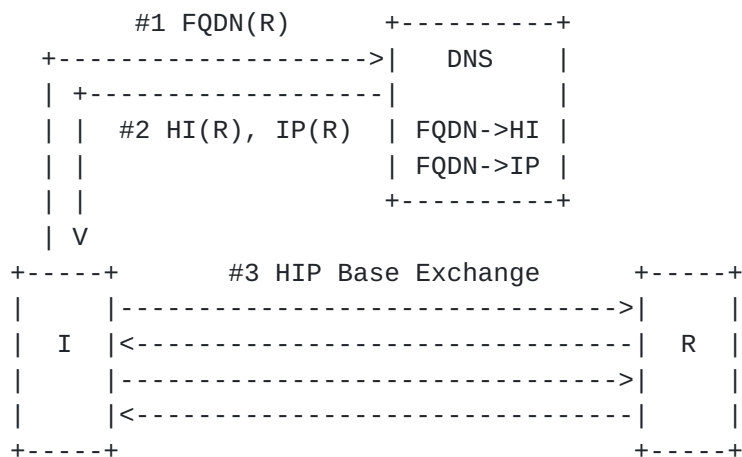 #1 FQDN(R)
DNS
#2 HI(R), IP(R)
FQDN->HI
FQDN->IP
#3 HIP Base Exchange
I
R